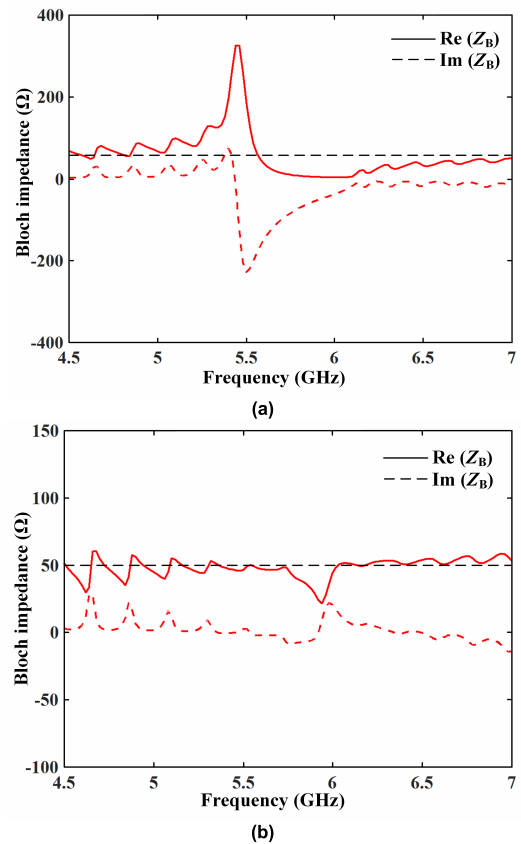 400
Re (ZB)
Im (ZB)
200
0
-200
-400
Bloch impedance (Ω)
4.5 5 5.5 6 6.5 7
Frequency (GHz)
(a)
150
Re (ZB)
Im (ZB)
100
50
0
-50
-100
Bloch impedance (Ω)
4.5 5 5.5 6 6.5 7
Frequency (GHz)
(b)